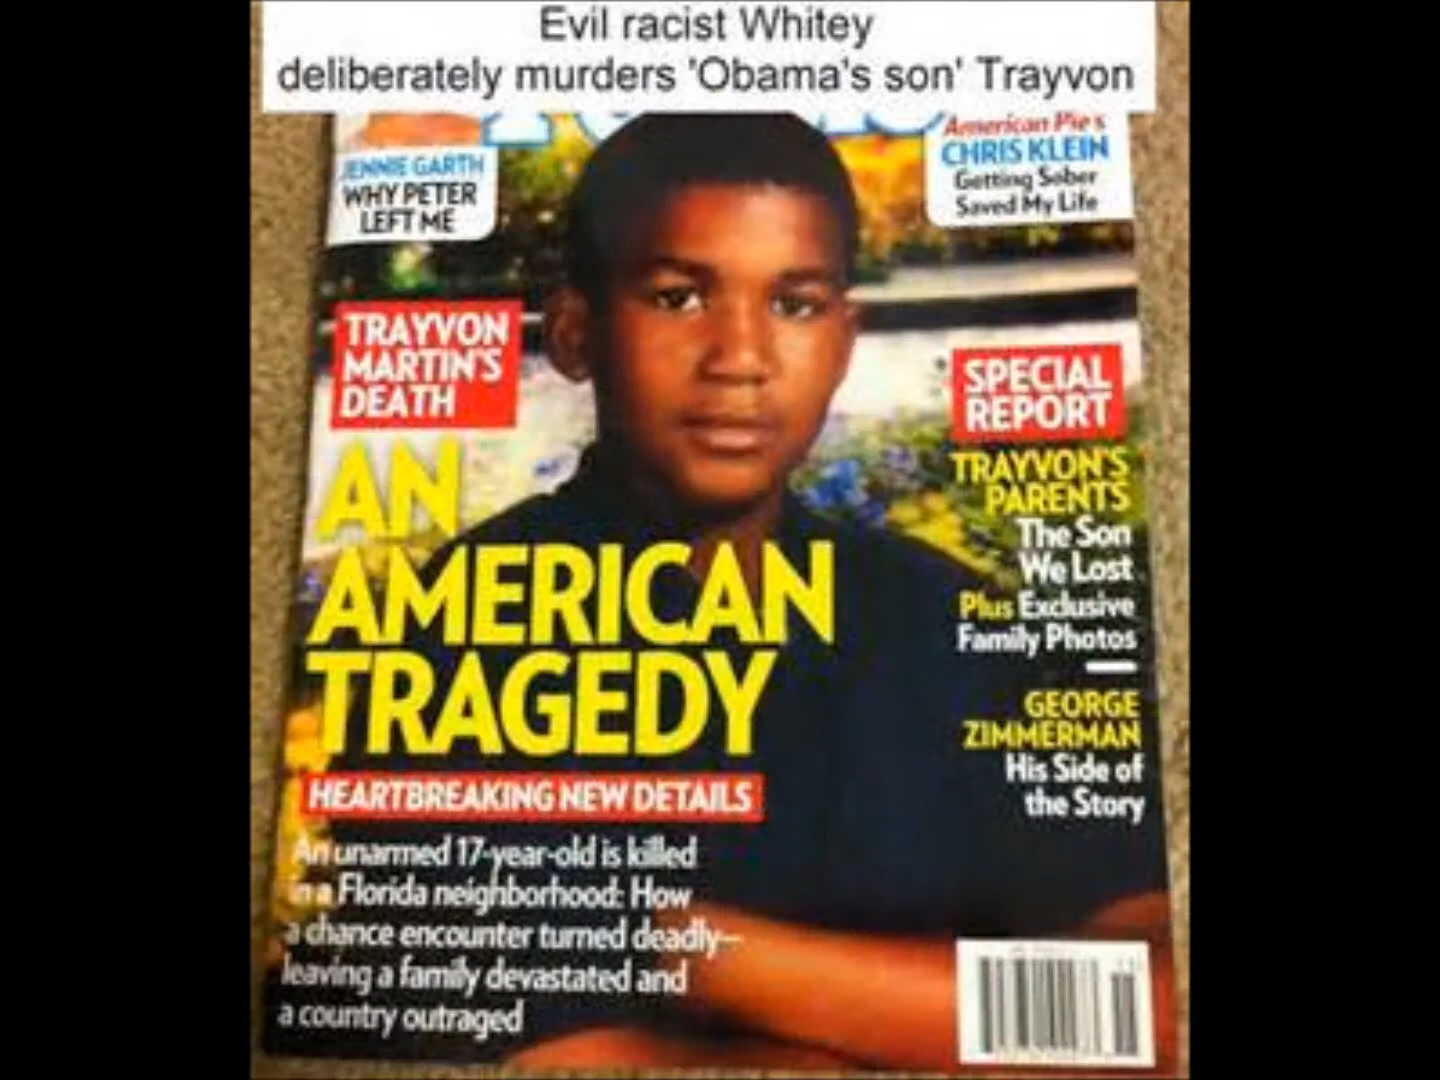 Evil racist Whitey
deliberately murders 'Obama's son' Trayvon
JENNIE GARTH
WHY PETER
LEFT ME
American Pie's
CHRIS KLEIN
Getting Sober
Saved My Life
TRAYVON
MARTIN'S
DEATH
SPECIAL
REPORT
AN
AMERICAN
TRAGEDY
TRAYVON'S
PARENTS
The Son
We Lost
Plus Exclusive
Family Photos
GEORGE
ZIMMERMAN
His Side of
the Story
HEARTBREAKING NEW DETAILS
An unarmed 17-year-old is killed
in a Florida neighborhood: How
a chance encounter turned deadly—
leaving a family devastated and
a country outraged